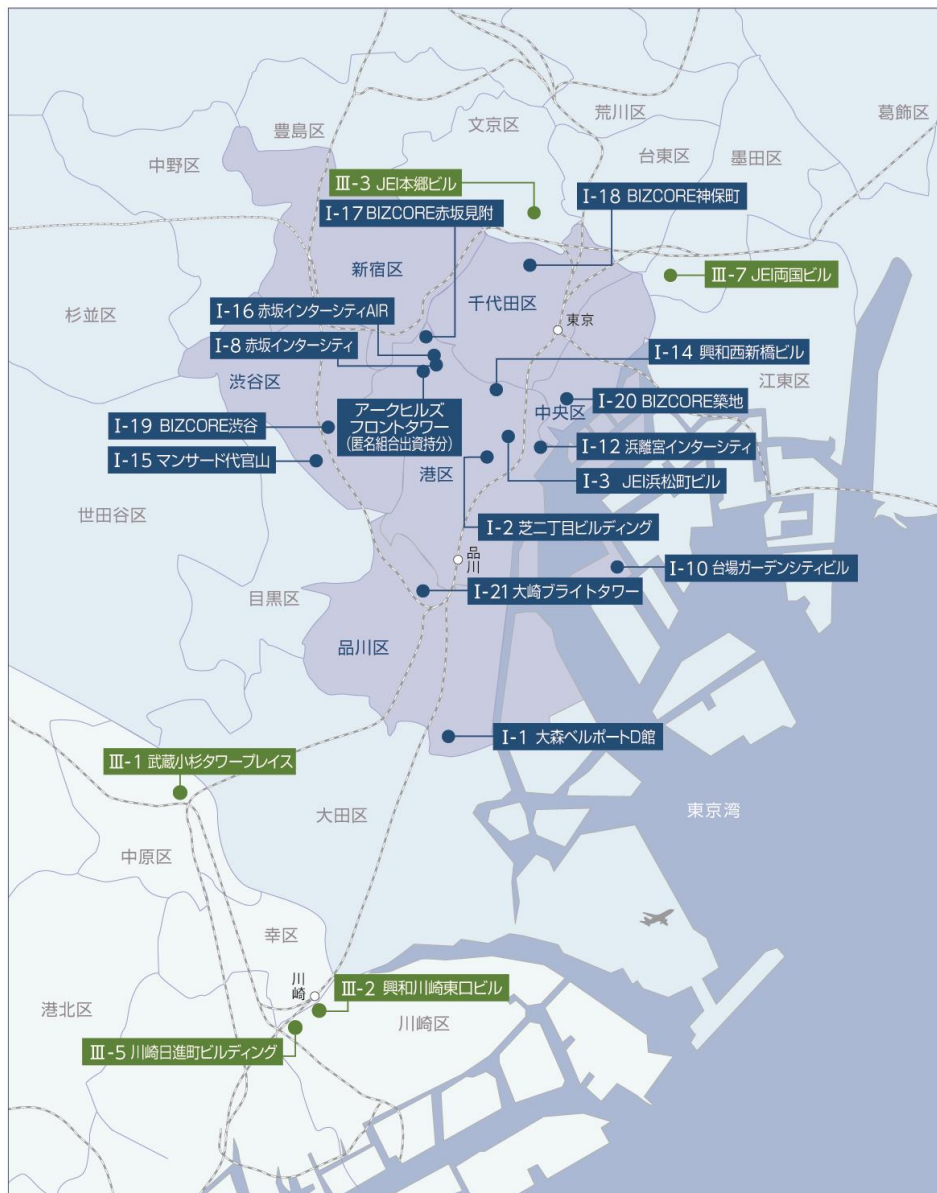 豊島区
文京区
荒川区
葛飾区
中野区
台東区
墨田区
Ⅲ-3 JEI本郷ビル
Ⅰ-18 BIZCORE神保町
Ⅰ-17 BIZCORE赤坂見附
新宿区
千代田区
Ⅲ-7 JEI両国ビル
杉並区
Ⅰ-16 赤坂インターシティAIR
東京
Ⅰ-8 赤坂インターシティ
Ⅰ-14 興和西新橋ビル
渋谷区
江東区
アークヒルズ
フロントタワー
(匿名組合出資持分)
中央区
Ⅰ-20 BIZCORE築地
Ⅰ-19 BIZCORE渋谷
Ⅰ-12 浜離宮インターシティ
Ⅰ-15 マンサード代官山
港区
Ⅰ-3 JEI浜松町ビル
世田谷区
Ⅰ-2 芝二丁目ビルディング
品川
Ⅰ-10 台場ガーデンシティビル
Ⅰ-21 大崎ブライトタワー
目黒区
品川区
Ⅰ-1 大森ベルポートD館
Ⅲ-1 武蔵小杉タワープレイス
大田区
東京湾
中原区
幸区
川崎
Ⅲ-2 興和川崎東口ビル
港北区
川崎区
Ⅲ-5 川崎日進町ビルディング